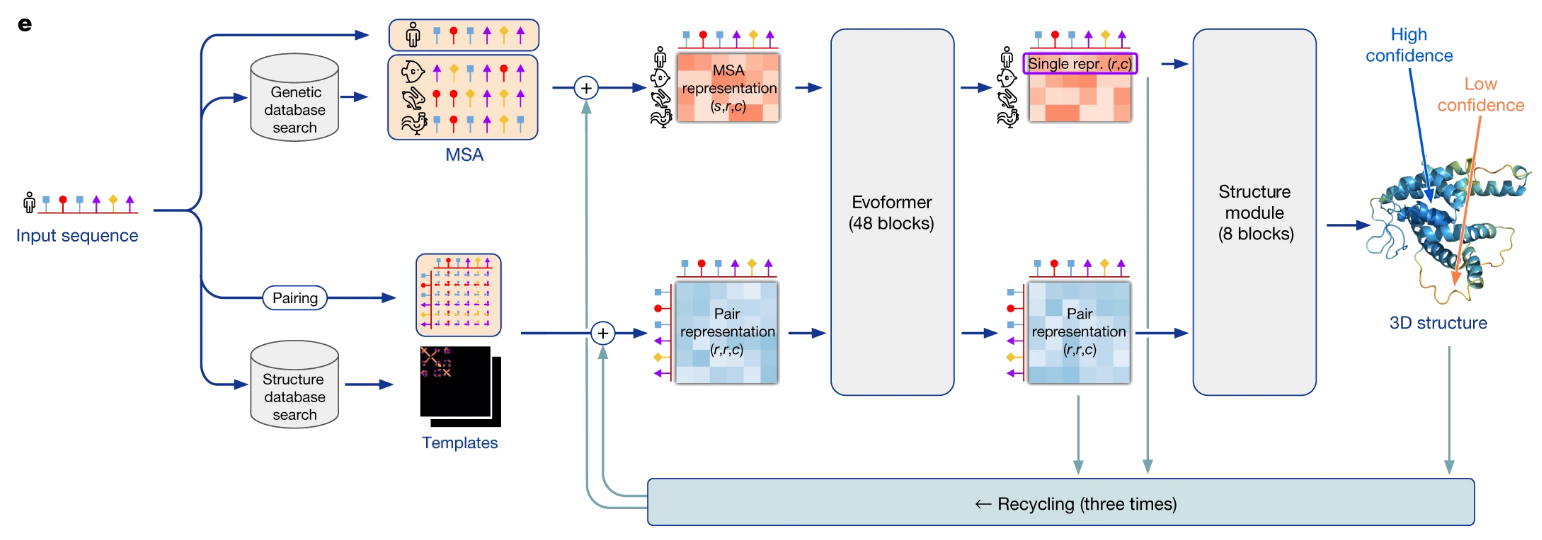 e
Input sequence
Genetic
database
search
MSA
Pairing
Structure
database
search
Templates
+
+
MSA
representation
(s,r,c)
Pair
representation
(r,r,c)
Evoformer
(48 blocks)
Single repr. (r,c)
Pair
representation
(r,r,c)
Structure
module
(8 blocks)
High
confidence
Low
confidence
3D structure
← Recycling (three times)